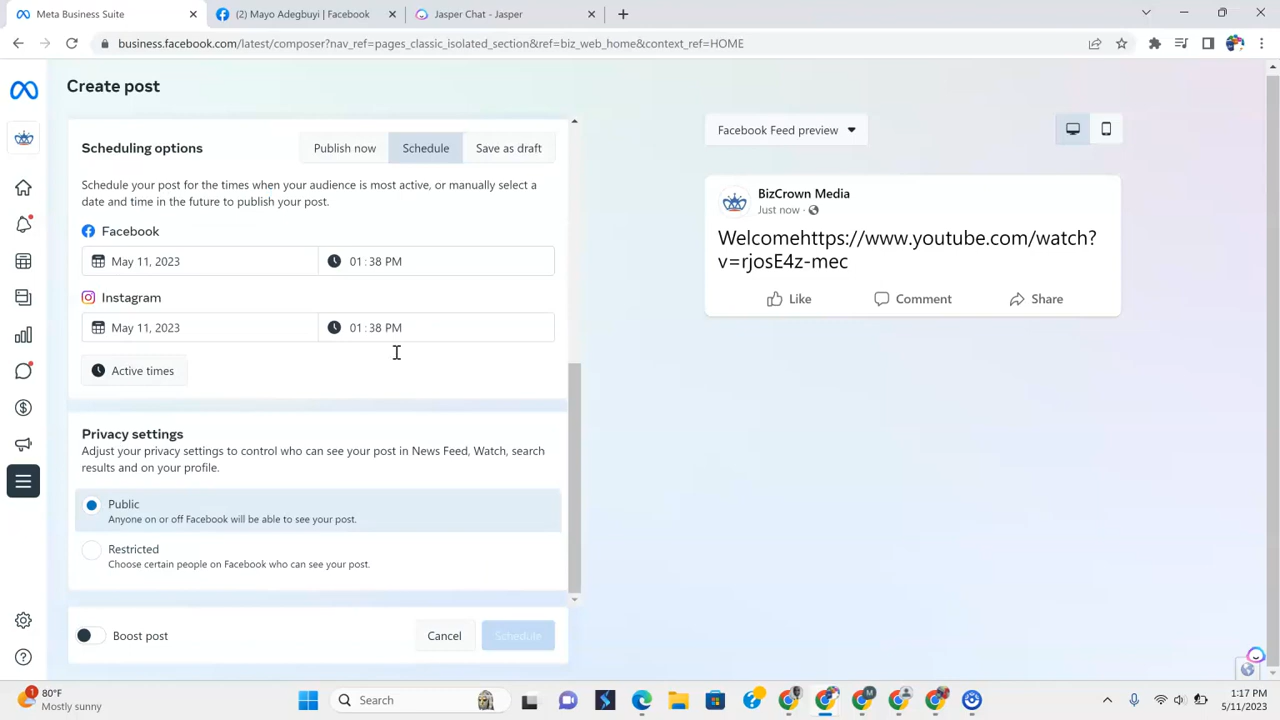 Meta Business Suite
(2) Mayo Adegbuyi | Facebook
Jasper Chat - Jasper
business.facebook.com/latest/composer?nav_ref=pages_classic_isolated_section&ref=biz_web_home&context_ref=HOME
Create post
Scheduling options
Publish now
Schedule
Save as draft
Schedule your post for the times when your audience is most active, or manually select a
date and time in the future to publish your post.
Facebook
May 11, 2023
01:38 PM
Instagram
May 11, 2023
01:38 PM
Active times
Privacy settings
Adjust your privacy settings to control who can see your post in News Feed, Watch, search
results and on your profile.
Public
Anyone on or off Facebook will be able to see your post.
Restricted
Choose certain people on Facebook who can see your post.
Boost post
Cancel
Schedule
Facebook Feed preview
BizCrown Media
Just now ·
Welcomehttps://www.youtube.com/watch?
v=rjosE4z-mec
Like
Comment
Share
1
80°F
Mostly sunny
Search
M
1:17 PM
5/11/2023